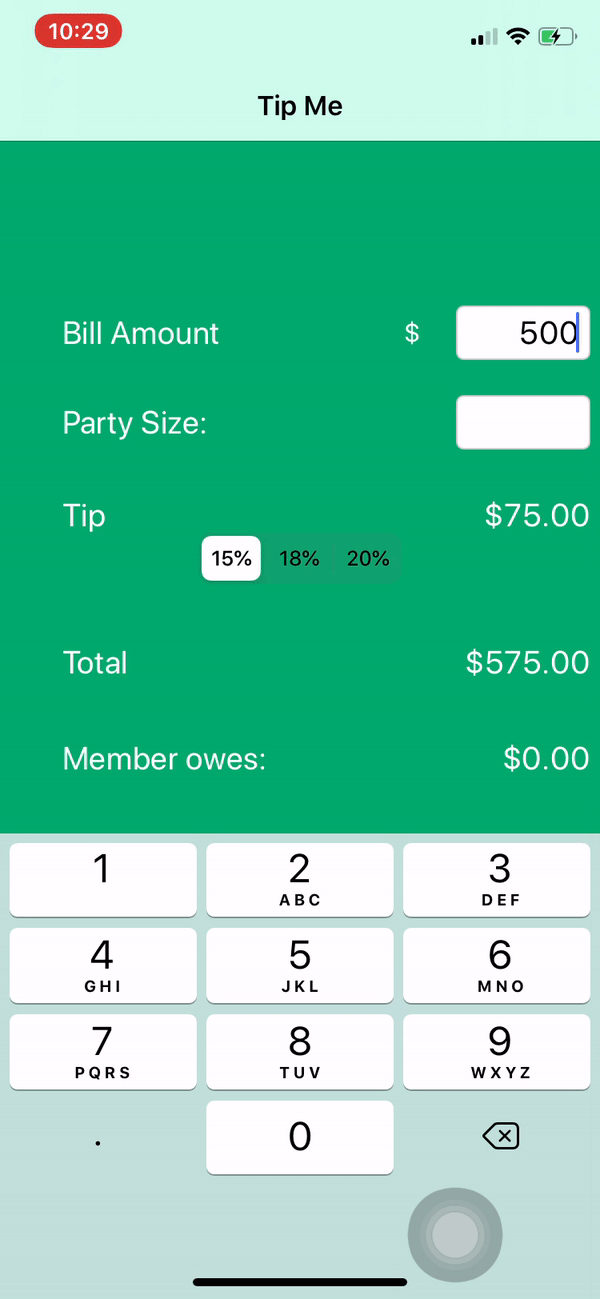 10:29
Tip Me
Bill Amount $ 500
Party Size:
Tip $75.00
15% 18% 20%
Total $575.00
Member owes: $0.00
1 2 3
ABC DEF
4 5 6
GHI JKL MNO
7 8 9
PQRS TUV WXYZ
. 0